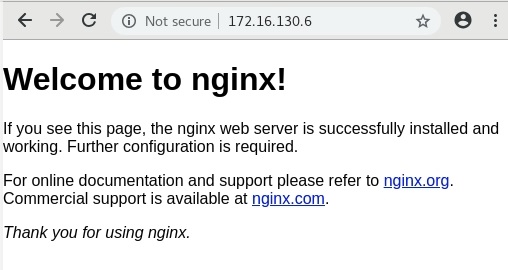 Not secure 172.16.130.6
Welcome to nginx!
If you see this page, the nginx web server is successfully installed and
working. Further configuration is required.
For online documentation and support please refer to nginx.org.
Commercial support is available at nginx.com.
Thank you for using nginx.